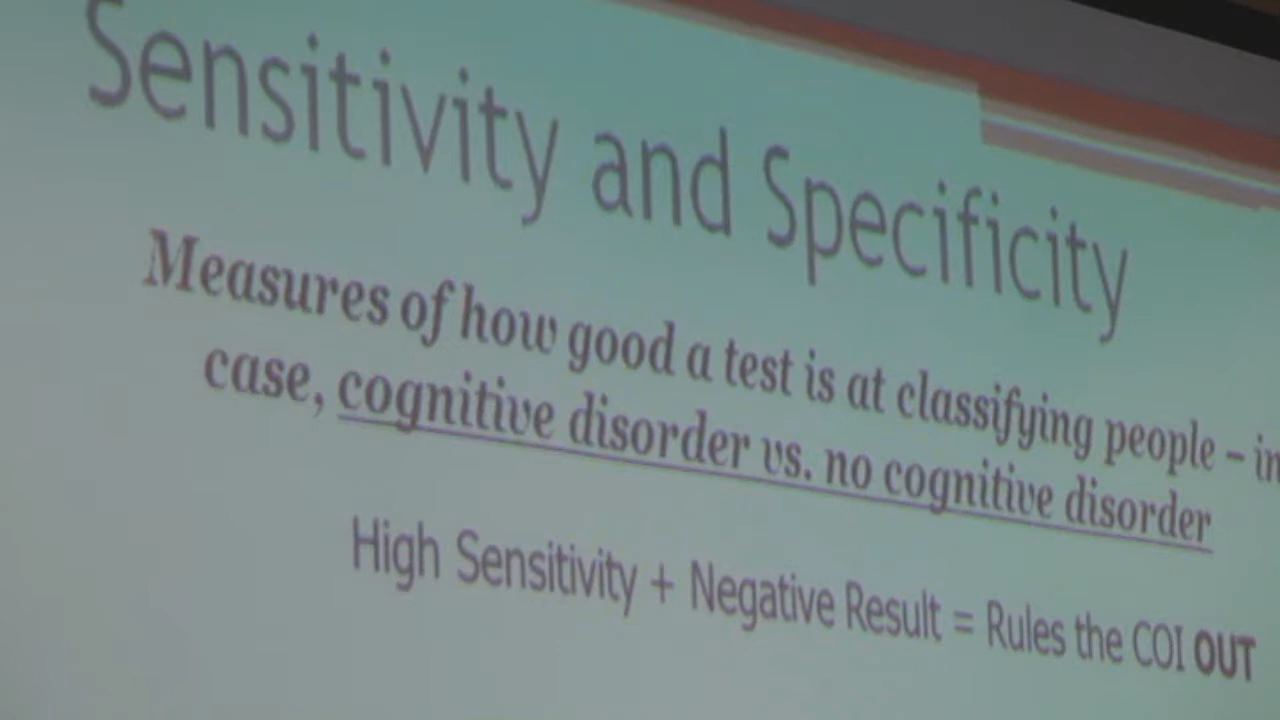 Sensitivity and Specificity
Measures of how good a test is at classifying people – in
case, cognitive disorder vs. no cognitive disorder
High Sensitivity + Negative Result = Rules the COI OUT